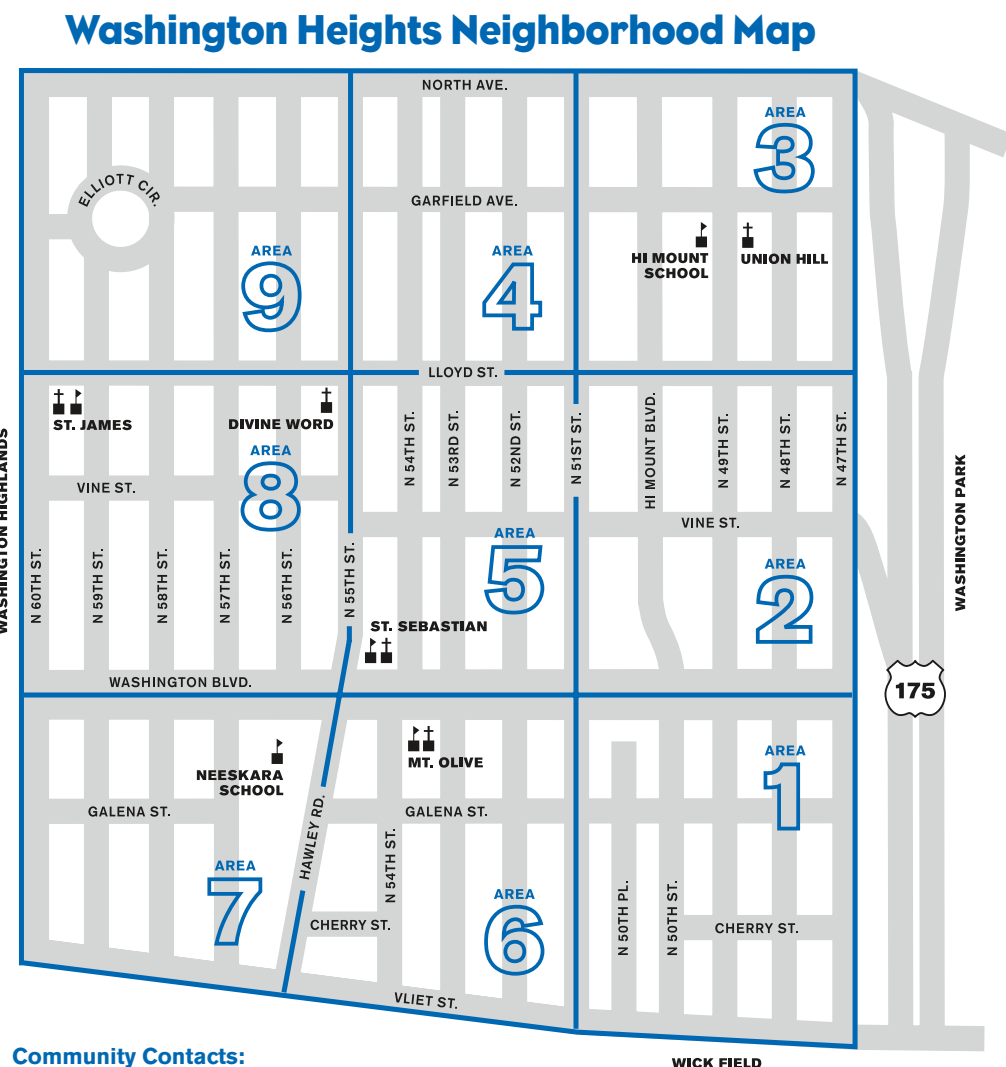 Washington Heights Neighborhood Map
NORTH AVE.
AREA
3
ELLIOTT CIR.
GARFIELD AVE.
HI MOUNT
SCHOOL
UNION HILL
AREA
9
AREA
4
LLOYD ST.
ST. JAMES
DIVINE WORD
AREA
8
VINE ST.
N 54TH ST.
N 53RD ST.
N 52ND ST.
N 51ST ST.
HI MOUNT BLVD.
N 49TH ST.
N 48TH ST.
N 47TH ST.
WASHINGTON HIGHLANDS
WASHINGTON PARK
VINE ST.
AREA
5
AREA
2
N 60TH ST.
N 59TH ST.
N 58TH ST.
N 57TH ST.
N 56TH ST.
N 55TH ST.
ST. SEBASTIAN
WASHINGTON BLVD.
175
NEESKARA
SCHOOL
MT. OLIVE
AREA
1
GALENA ST.
HAWLEY RD.
GALENA ST.
N 54TH ST.
AREA
7
AREA
6
CHERRY ST.
N 50TH PL.
N 50TH ST.
CHERRY ST.
VLIET ST.
Community Contacts:
WICK FIELD